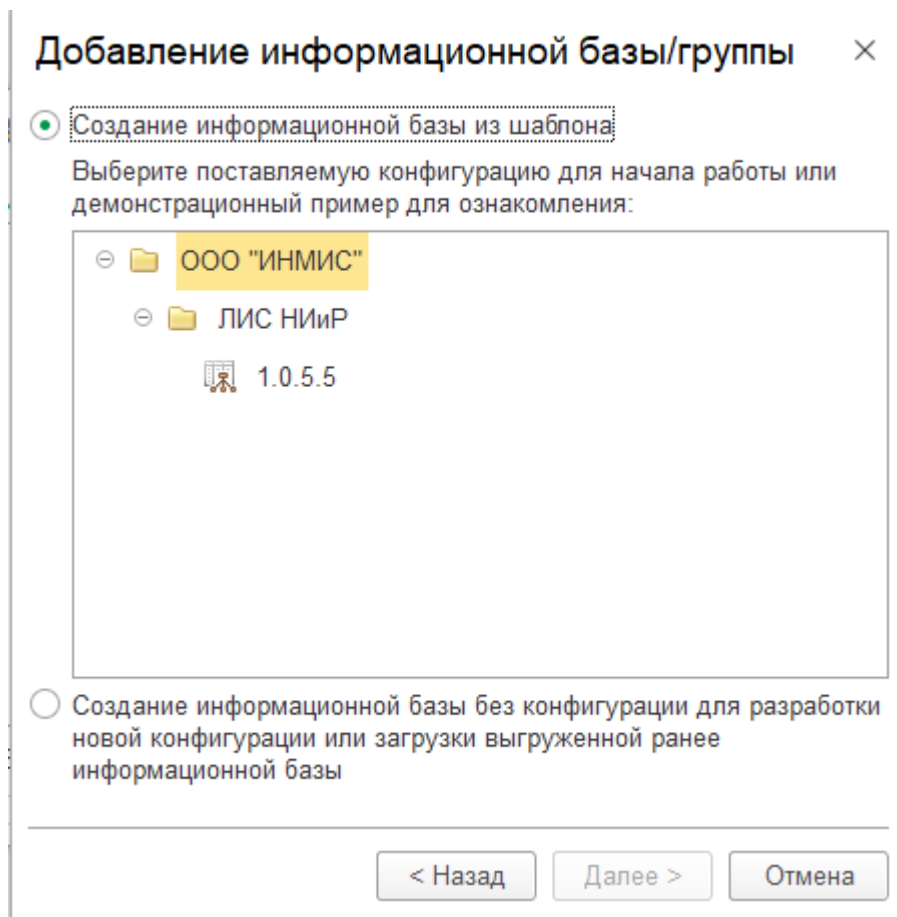 Добавление информационной базы/группы
Создание информационной базы из шаблона
Выберите поставляемую конфигурацию для начала работы или
демонстрационный пример для ознакомления:
ООО "ИНМИС"
ЛИС НИиР
1.0.5.5
Создание информационной базы без конфигурации для разработки
новой конфигурации или загрузки выгруженной ранее
информационной базы
< Назад
Далее >
Отмена